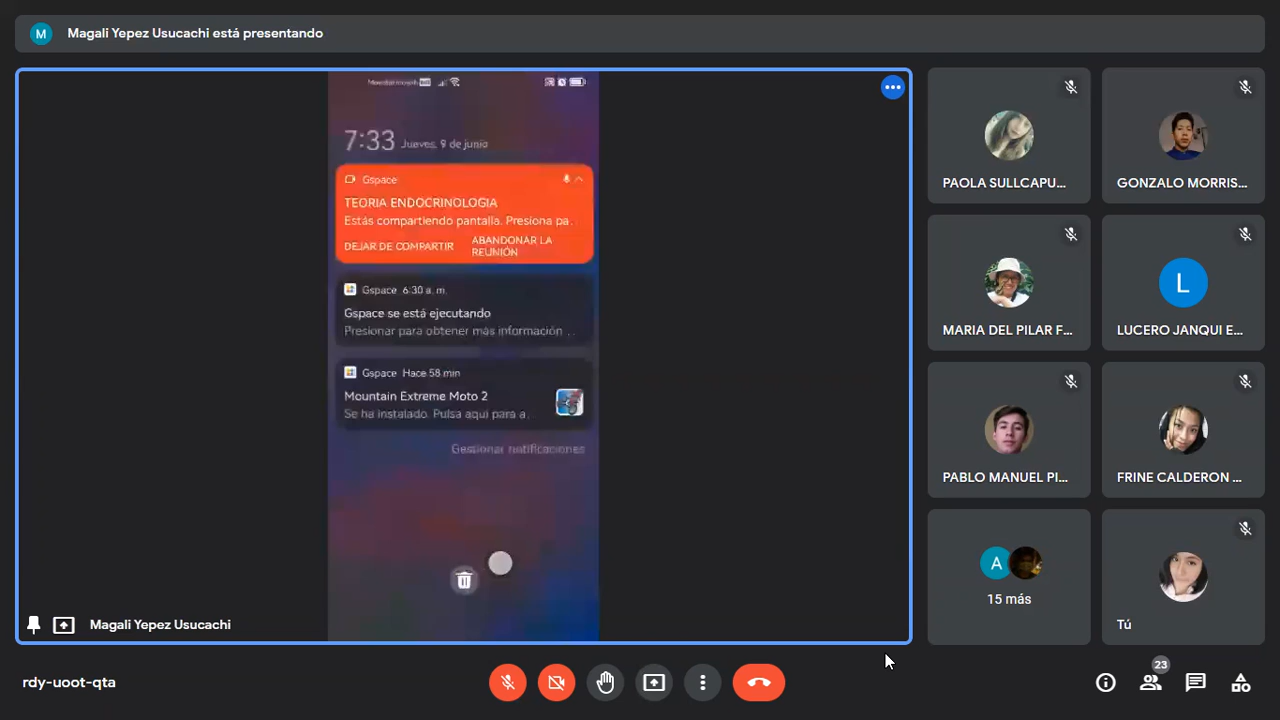 M
Magali Yepez Usucachi está presentando
7:33 Jueves, 9 de junio
Gspace
TEORIA ENDOCRINOLOGIA
Estás compartiendo pantalla. Presiona pa...
DEJAR DE COMPARTIR
ABANDONAR LA
REUNIÓN
Gspace 6:30 a. m.
Gspace se está ejecutando
Presionar para obtener más información ...
Gspace Hace 58 min
Mountain Extreme Moto 2
Se ha instalado. Pulsa aquí para a...
Gestionar notificaciones
Magali Yepez Usucachi
PAOLA SULLCAPU...
GONZALO MORRIS...
MARIA DEL PILAR F...
L
LUCERO JANQUI E...
PABLO MANUEL PI...
FRINE CALDERON ...
A
15 más
Tú
rdy-uoot-qta
23